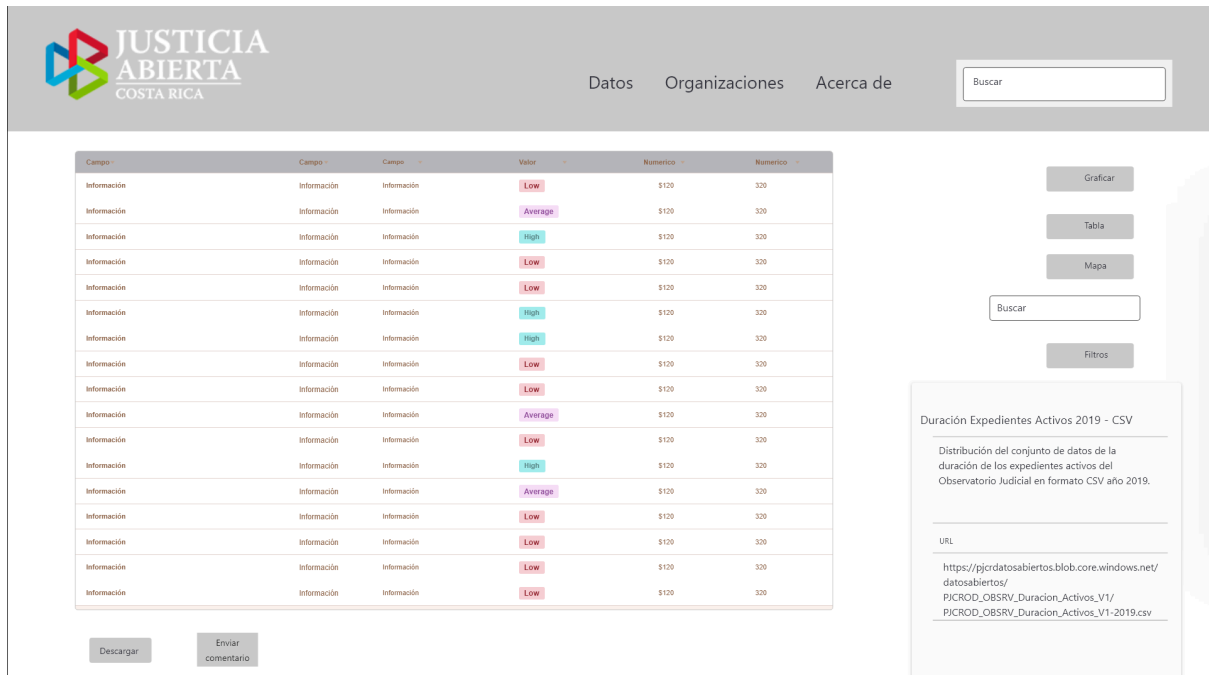 JUSTICIA
ABIERTA
COSTA RICA
Datos Organizaciones Acerca de
Buscar
Campo Campo Campo Valor Numerico Numerico
Información Información Información Low $120 320
Información Información Información Average $120 320
Información Información Información High $120 320
Información Información Información Low $120 320
Información Información Información Low $120 320
Información Información Información High $120 320
Información Información Información High $120 320
Información Información Información Low $120 320
Información Información Información Low $120 320
Información Información Información Average $120 320
Información Información Información Low $120 320
Información Información Información High $120 320
Información Información Información Average $120 320
Información Información Información Low $120 320
Información Información Información Low $120 320
Información Información Información Low $120 320
Información Información Información Low $120 320
Descargar
Enviar
comentario
Graficar
Tabla
Mapa
Buscar
Filtros
Duración Expedientes Activos 2019 - CSV
Distribución del conjunto de datos de la
duración de los expedientes activos del
Observatorio Judicial en formato CSV año 2019.
URL
https://pjcrdatosabiertos.blob.core.windows.net/
datosabiertos/
PJCROD_OBSRV_Duracion_Activos_V1/
PJCROD_OBSRV_Duracion_Activos_V1-2019.csv